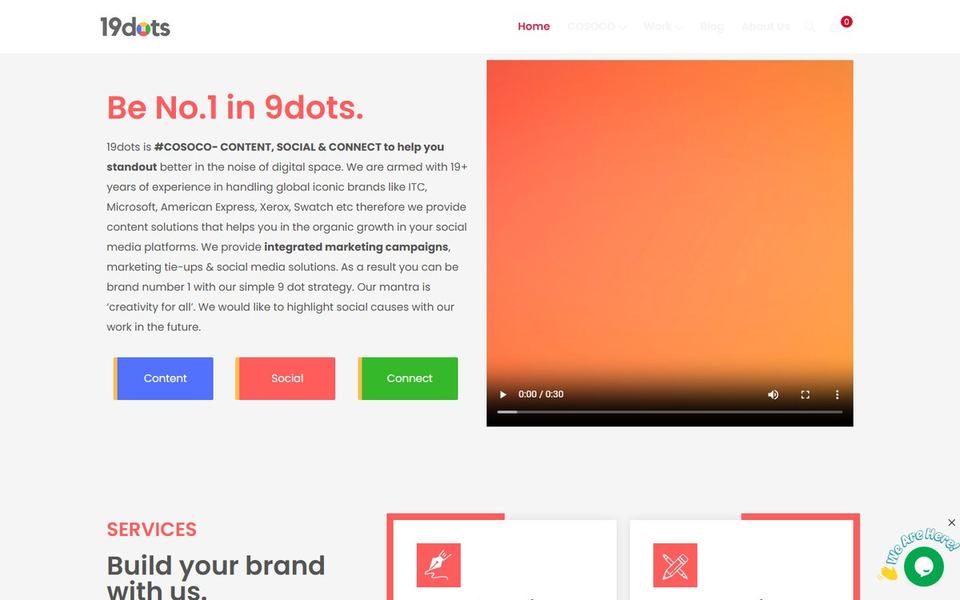 19dots
Home COSOCO Work Blog About Us 0
Be No.1 in 9dots.
19dots is #COSOCO- CONTENT, SOCIAL & CONNECT to help you
standout better in the noise of digital space. We are armed with 19+
years of experience in handling global iconic brands like ITC,
Microsoft, American Express, Xerox, Swatch etc therefore we provide
content solutions that helps you in the organic growth in your social
media platforms. We provide integrated marketing campaigns,
marketing tie-ups & social media solutions. As a result you can be
brand number 1 with our simple 9 dot strategy. Our mantra is
‘creativity for all’. We would like to highlight social causes with our
work in the future.
Content Social Connect
0:00 / 0:30
SERVICES
Build your brand
with us.
We Are Here!